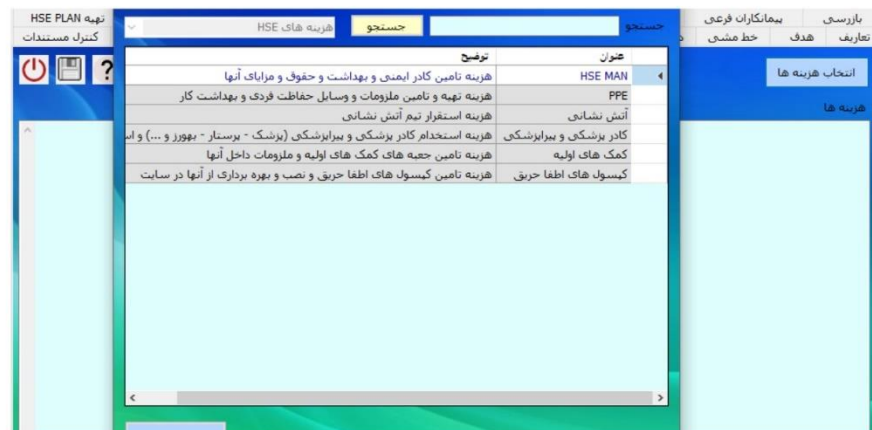 بازرسی پیمانکاران فرعی تهیه HSE PLAN
تعاریف هدف خط مشی د کنترل مستندات
جستجو جستجو هزینه های HSE
انتخاب هزینه ها
?
هزینه ها
عنوان توضیح
HSE MAN هزینه تامین کادر ایمنی و بهداشت و حقوق و مزایای آنها
PPE هزینه تهیه و تامین ملزومات و وسایل حفاظت فردی و بهداشت کار
آتش نشانی هزینه استقرار تیم آتش نشانی
کادر پزشکی و پیراپزشکی هزینه استخدام کادر پزشکی و پیراپزشکی (پزشک - پرستار - بهورز و ...) و اس
کمک های اولیه هزینه تامین جعبه های کمک های اولیه و ملزومات داخل آنها
کپسول های اطفا حریق هزینه تامین کپسول های اطفا حریق و نصب و بهره برداری از آنها در سایت